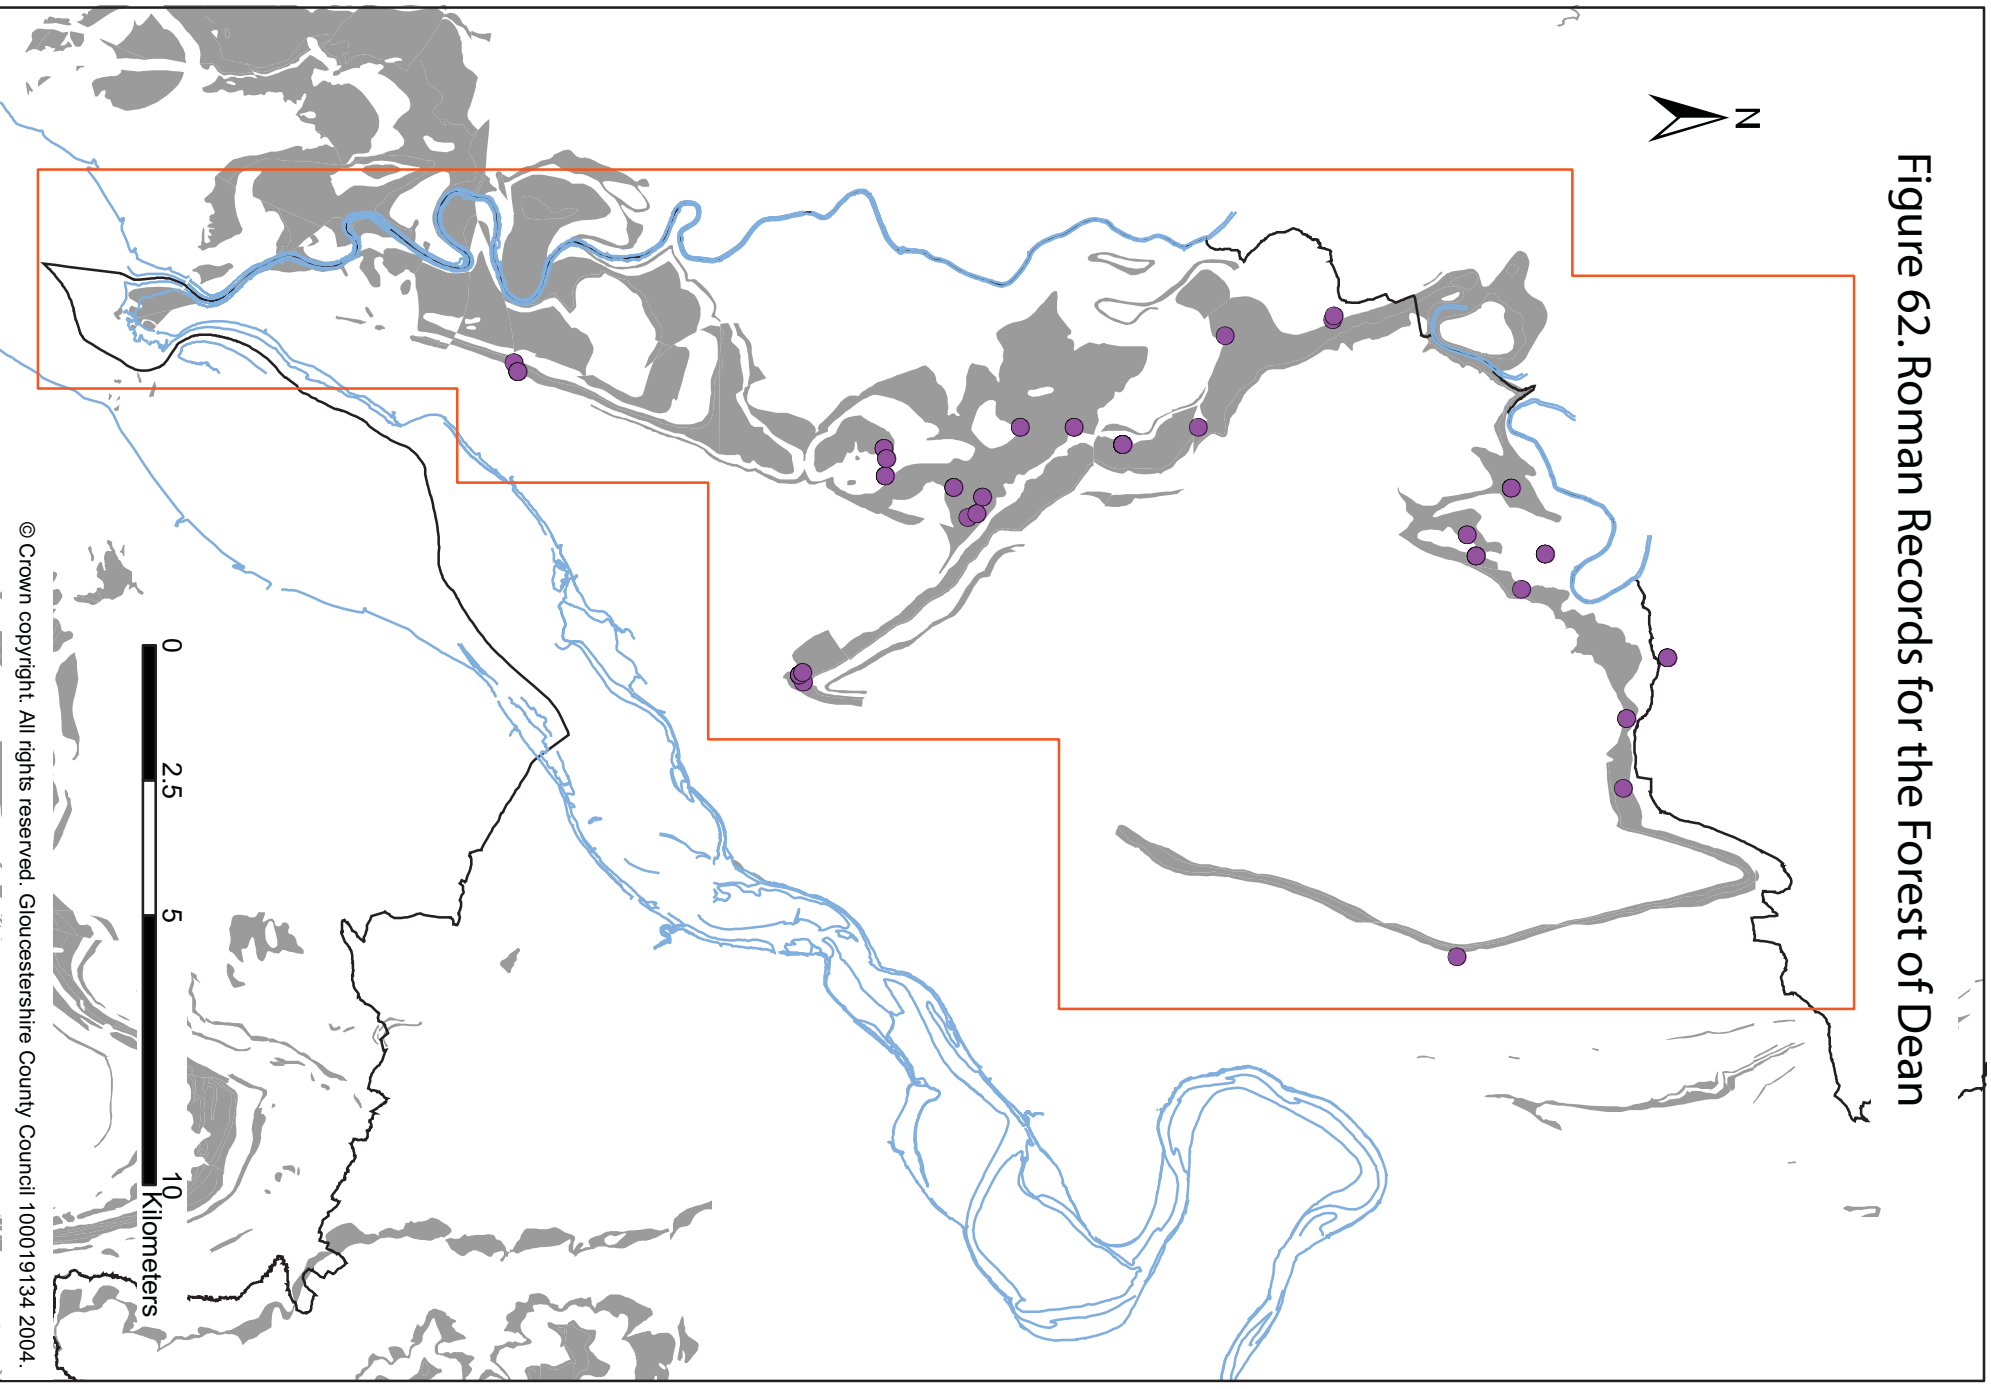 Figure 62. Roman Records for the Forest of Dean
N
0 2.5 5 10
Kilometers
© Crown copyright. All rights reserved. Gloucestershire County Council 100019134 2004.